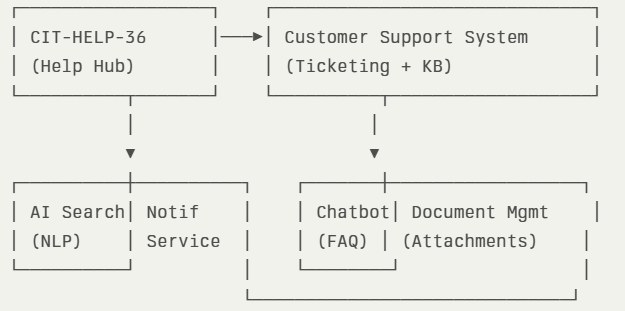 CIT-HELP-36 Customer Support System
(Help Hub) (Ticketing + KB)
AI Search Notif Chatbot Document Mgmt
(NLP) Service (FAQ) (Attachments)